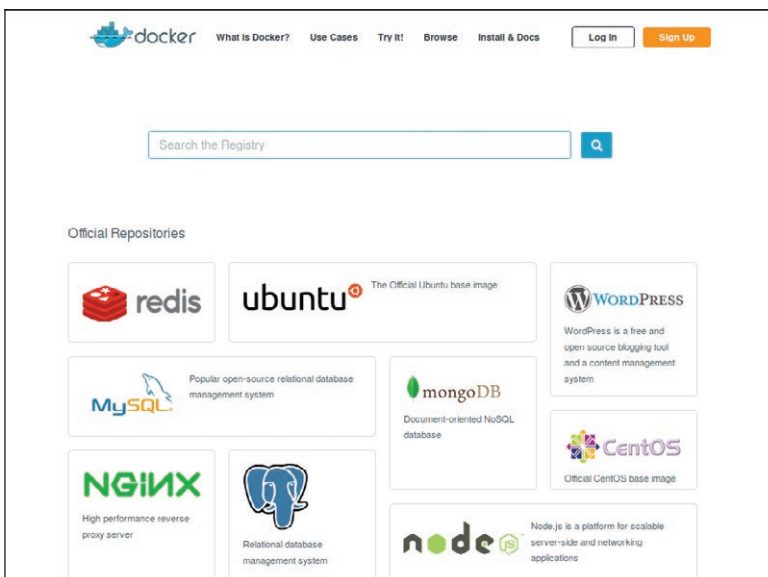 docker What is Docker? Use Cases Try It! Browse Install & Docs Log In Sign Up
Search the Registry
Official Repositories
redis
ubuntu
The Official Ubuntu base image
WORDPRESS
WordPress is a free and
open source blogging tool
and a content management
system
MySQL
Popular open-source relational database
management system
mongoDB
Document-oriented NoSQL
database
CentOS
Official CentOS base image
NGINX
High performance reverse
proxy server
Relational database
management system
node JS
Node.js is a platform for scalable
server-side and networking
applications